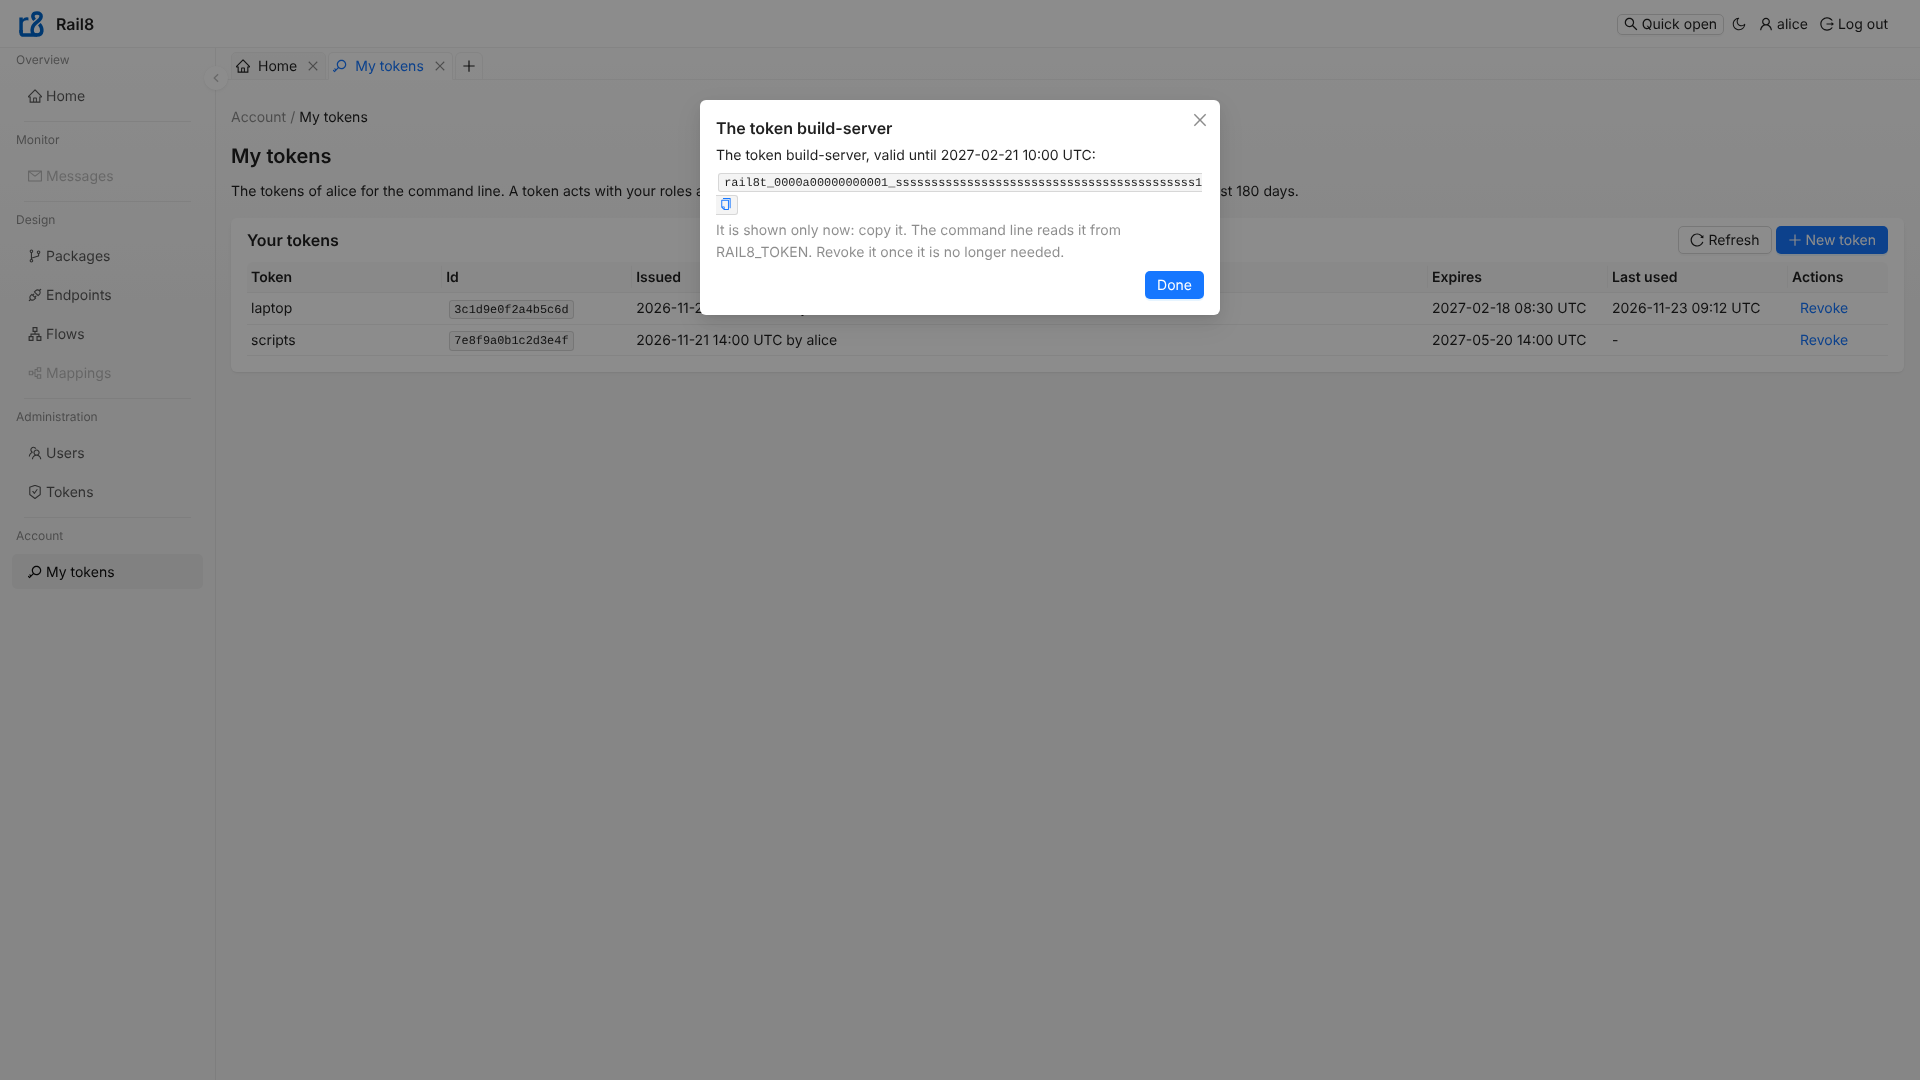 Rail8
Quick open
alice
Log out
Overview
Home
Monitor
Messages
Design
Packages
Endpoints
Flows
Mappings
Administration
Users
Tokens
Account
My tokens
Home
My tokens
Account / My tokens
My tokens
The tokens of alice for the command line. A token acts with your roles
st 180 days.
Your tokens
Refresh
New token
Token Id Issued Expires Last used Actions
laptop 3c1d9e0f2a4b5c6d 2026-11-2 2027-02-18 08:30 UTC 2026-11-23 09:12 UTC Revoke
scripts 7e8f9a0b1c2d3e4f 2026-11-21 14:00 UTC by alice 2027-05-20 14:00 UTC - Revoke
The token build-server
The token build-server, valid until 2027-02-21 10:00 UTC:
rail8t_0000a00000000001_ssssssssssssssssssssssssssssssssssssssssss1
It is shown only now: copy it. The command line reads it from
RAIL8_TOKEN. Revoke it once it is no longer needed.
Done